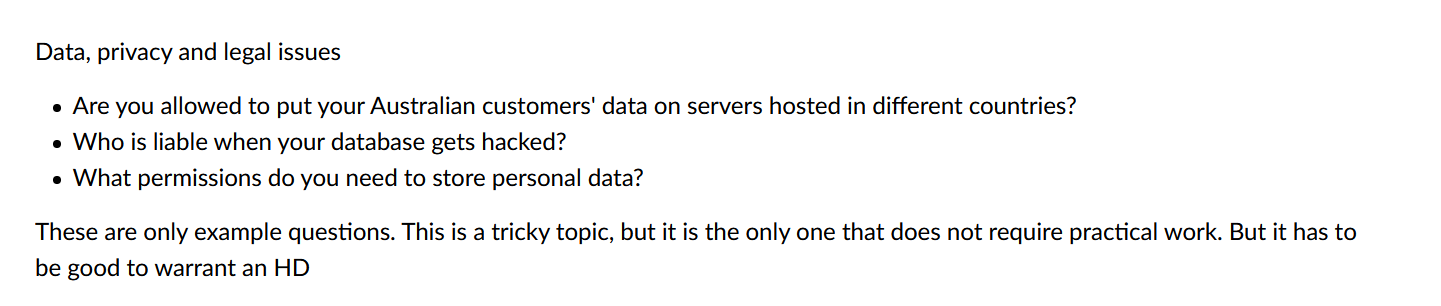 Data, privacy and legal issues
• Are you allowed to put your Australian customers' data on servers hosted in different countries?
• Who is liable when your database gets hacked?
• What permissions do you need to store personal data?
These are only example questions. This is a tricky topic, but it is the only one that does not require practical work. But it has to
be good to warrant an HD